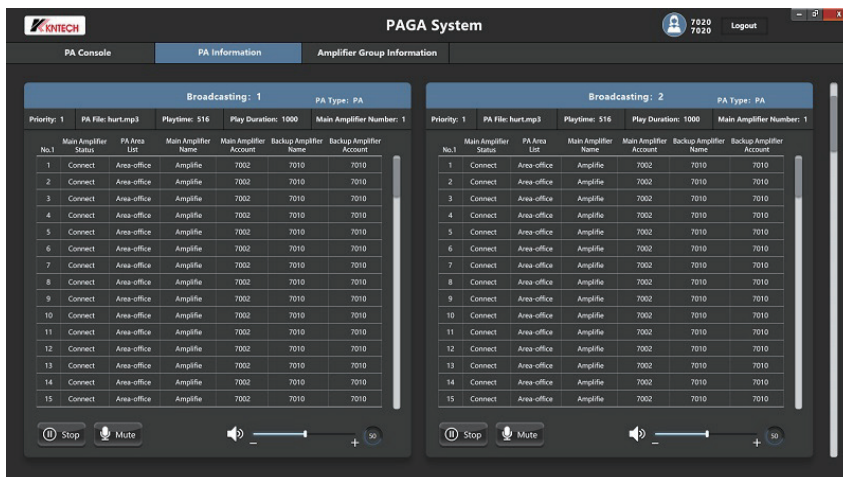 KNTECH
PAGA System
7020
7020
Logout
PA Console PA Information Amplifier Group Information
Broadcasting: 1 PA Type: PA
Priority: 1 PA File: hurt.mp3 Playtime: 516 Play Duration: 1000 Main Amplifier Number: 1
No.1 Main Amplifier Status PA Area List Main Amplifier Name Main Amplifier Account Backup Amplifier Name Backup Amplifier Account
1 Connect Area-office Amplifie 7002 7010 7010
2 Connect Area-office Amplifie 7002 7010 7010
3 Connect Area-office Amplifie 7002 7010 7010
4 Connect Area-office Amplifie 7002 7010 7010
5 Connect Area-office Amplifie 7002 7010 7010
6 Connect Area-office Amplifie 7002 7010 7010
7 Connect Area-office Amplifie 7002 7010 7010
8 Connect Area-office Amplifie 7002 7010 7010
9 Connect Area-office Amplifie 7002 7010 7010
10 Connect Area-office Amplifie 7002 7010 7010
11 Connect Area-office Amplifie 7002 7010 7010
12 Connect Area-office Amplifie 7002 7010 7010
13 Connect Area-office Amplifie 7002 7010 7010
14 Connect Area-office Amplifie 7002 7010 7010
15 Connect Area-office Amplifie 7002 7010 7010
Stop Mute − + 50
Broadcasting: 2 PA Type: PA
Priority: 1 PA File: hurt.mp3 Playtime: 516 Play Duration: 1000 Main Amplifier Number: 1
No.1 Main Amplifier Status PA Area List Main Amplifier Name Main Amplifier Account Backup Amplifier Name Backup Amplifier Account
1 Connect Area-office Amplifie 7002 7010 7010
2 Connect Area-office Amplifie 7002 7010 7010
3 Connect Area-office Amplifie 7002 7010 7010
4 Connect Area-office Amplifie 7002 7010 7010
5 Connect Area-office Amplifie 7002 7010 7010
6 Connect Area-office Amplifie 7002 7010 7010
7 Connect Area-office Amplifie 7002 7010 7010
8 Connect Area-office Amplifie 7002 7010 7010
9 Connect Area-office Amplifie 7002 7010 7010
10 Connect Area-office Amplifie 7002 7010 7010
11 Connect Area-office Amplifie 7002 7010 7010
12 Connect Area-office Amplifie 7002 7010 7010
13 Connect Area-office Amplifie 7002 7010 7010
14 Connect Area-office Amplifie 7002 7010 7010
15 Connect Area-office Amplifie 7002 7010 7010
Stop Mute − + 50